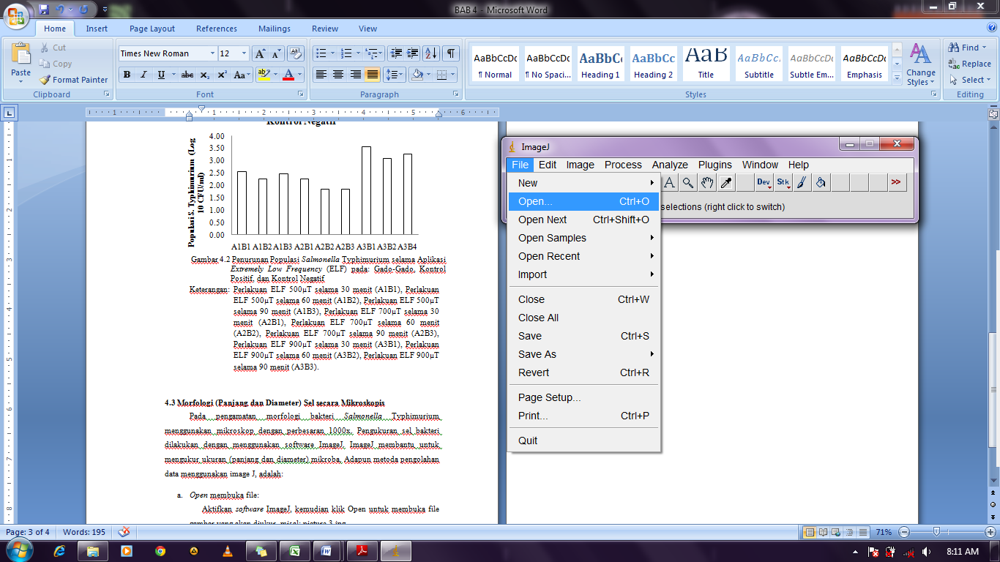 BAB 4 - Microsoft Word
Home Insert Page Layout References Mailings Review View
Paste
Cut
Copy
Format Painter
Clipboard
Times New Roman 12
B I U abc x₂ x² Aa
Font
Paragraph
AaBbCcDc AaBbCcDc AaBbC AaBbCc AaB AaBbCc. AaBbCcDc AaBbCcDc
¶ Normal ¶ No Spaci... Heading 1 Heading 2 Title Subtitle Subtle Em... Emphasis
Change Styles
Styles
Find
Replace
Select
Editing
1 1 2 3 4 5 6
Kontrol Negatif
Populasi S. Typhimurium (Log
10 CFU/ml)
4.00
3.50
3.00
2.50
2.00
1.50
1.00
0.50
0.00
A1B1 A1B2 A1B3 A2B1 A2B2 A2B3 A3B1 A3B2 A3B4
Gambar 4.2 Penurunan Populasi Salmonella Typhimurium selama Aplikasi
Extremely Low Frequency (ELF) pada: Gado-Gado, Kontrol
Positif, dan Kontrol Negatif
Keterangan: Perlakuan ELF 500µT selama 30 menit (A1B1), Perlakuan
ELF 500µT selama 60 menit (A1B2), Perlakuan ELF 500µT
selama 90 menit (A1B3), Perlakuan ELF 700µT selama 30
menit (A2B1), Perlakuan ELF 700µT selama 60 menit
(A2B2), Perlakuan ELF 700µT selama 90 menit (A2B3),
Perlakuan ELF 900µT selama 30 menit (A3B1), Perlakuan
ELF 900µT selama 60 menit (A3B2), Perlakuan ELF 900µT
selama 90 menit (A3B3).
4.3 Morfologi (Panjang dan Diameter) Sel secara Mikroskopis
Pada pengamatan morfologi bakteri Salmonella Typhimurium
menggunakan mikroskop dengan perbesaran 1000x. Pengukuran sel bakteri
dilakukan dengan menggunakan software ImageJ. ImageJ membantu untuk
mengukur ukuran (panjang dan diameter) mikroba. Adapun metoda pengolahan
data menggunakan image J, adalah:
a. Open membuka file:
Aktifkan software ImageJ, kemudian klik Open untuk membuka file
gambar yang akan diukur, misal: picture 3.jpg
ImageJ
File Edit Image Process Analyze Plugins Window Help
A Dev. Stk >>
selections (right click to switch)
New
Open... Ctrl+O
Open Next Ctrl+Shift+O
Open Samples
Open Recent
Import
Close Ctrl+W
Close All
Save Ctrl+S
Save As
Revert Ctrl+R
Page Setup...
Print... Ctrl+P
Quit
Page: 3 of 4 Words: 195 71%
8:11 AM